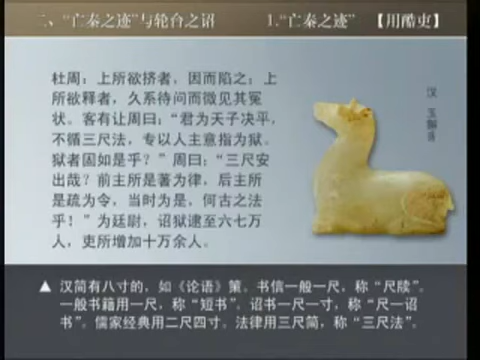 二、“亡秦之迹”与轮台之诏 1.“亡秦之迹” 【用酷吏】
杜周：上所欲挤者，因而陷之；上
所欲释者，久系待问而微见其冤
状。客有让周曰：“君为天子决平，
不循三尺法，专以人主意指为狱。
狱者固如是乎？”周曰：“三尺安
出哉？前主所是著为律，后主所
是疏为令，当时为是，何古之法
乎！”为廷尉，诏狱逮至六七万
人，吏所增加十万余人。
汉 玉
▲ 汉简有八寸的，如《论语》策。书信一般一尺，称“尺牍”。
一般书籍用一尺，称“短书”。诏书一尺一寸，称“尺一诏
书”。儒家经典用二尺四寸。法律用三尺简，称“三尺法”。